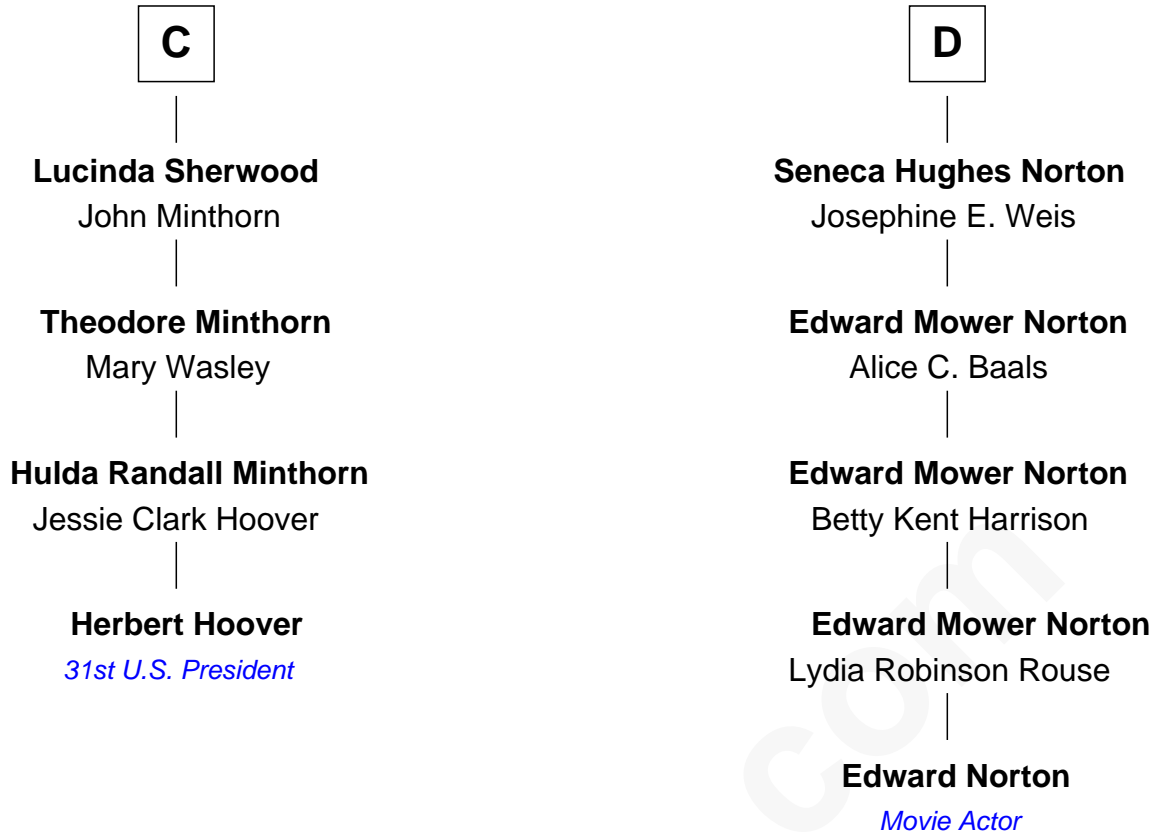 C
Lucinda Sherwood
John Minthorn
Theodore Minthorn
Mary Wasley
Hulda Randall Minthorn
Jessie Clark Hoover
Herbert Hoover
31st U.S. President
D
Seneca Hughes Norton
Josephine E. Weis
Edward Mower Norton
Alice C. Baals
Edward Mower Norton
Betty Kent Harrison
Edward Mower Norton
Lydia Robinson Rouse
Edward Norton
Movie Actor
com